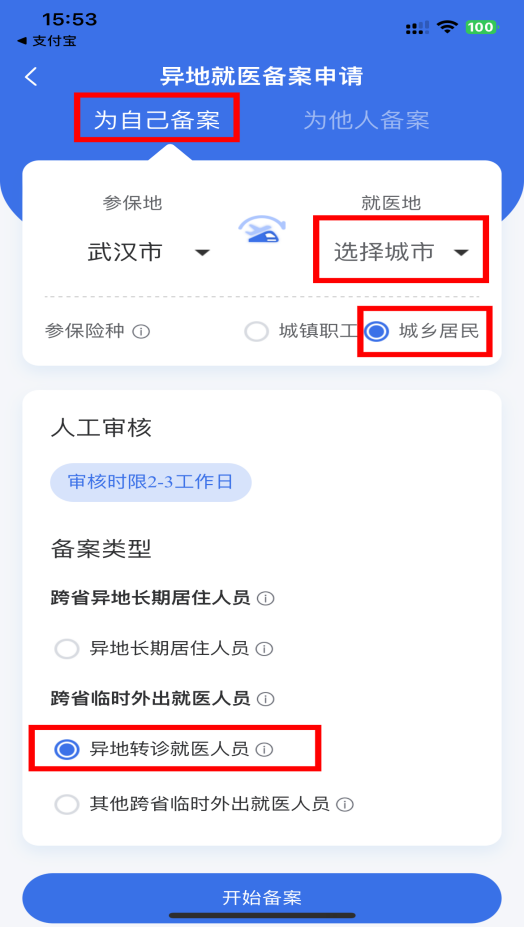 15:53
100
支付宝
异地就医备案申请
为自己备案 为他人备案
参保地 就医地
武汉市 选择城市
参保险种 城镇职工 城乡居民
人工审核
审核时限2-3工作日
备案类型
跨省异地长期居住人员
异地长期居住人员
跨省临时外出就医人员
异地转诊就医人员
其他跨省临时外出就医人员
开始备案